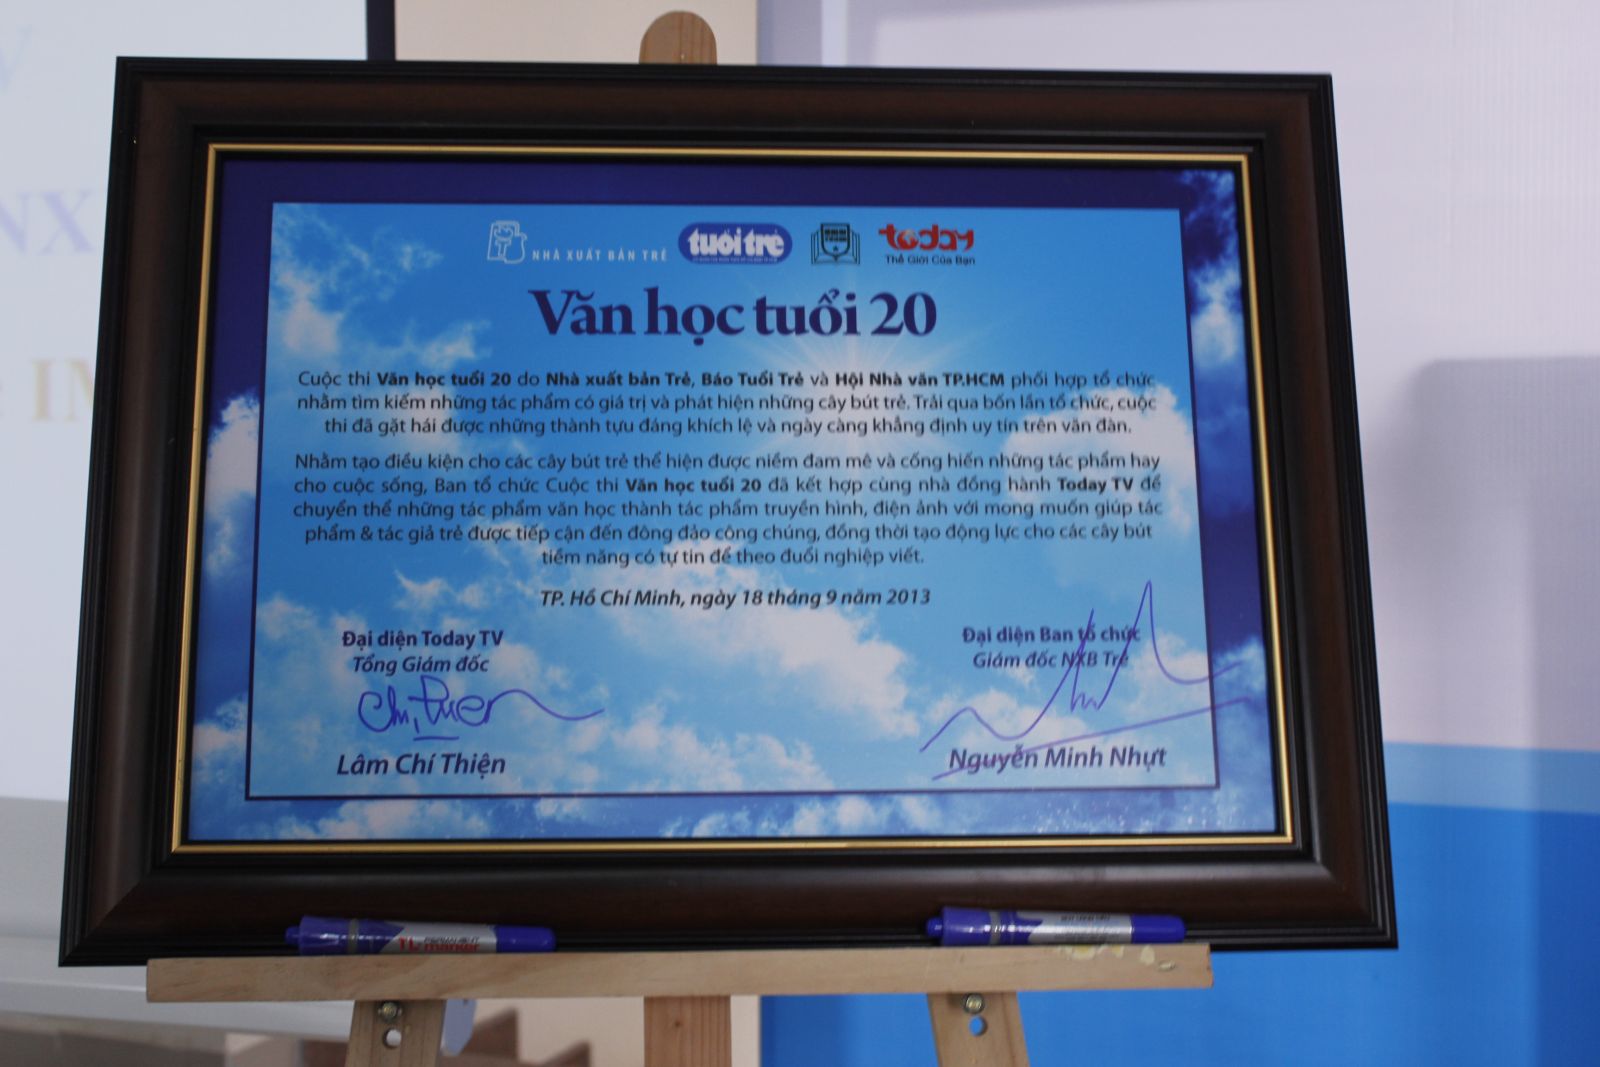 V
NX
NHÀ XUẤT BẢN TRẺ
tuổi trẻ
today
Thế Giới Của Bạn
Văn học tuổi 20
Cuộc thi Văn học tuổi 20 do Nhà xuất bản Trẻ, Báo Tuổi Trẻ và Hội Nhà văn TP.HCM phối hợp tổ chức
nhằm tìm kiếm những tác phẩm có giá trị và phát hiện những cây bút trẻ. Trải qua bốn lần tổ chức, cuộc
thi đã gặt hái được những thành tựu đáng khích lệ và ngày càng khẳng định uy tín trên văn đàn.
Nhằm tạo điều kiện cho các cây bút trẻ thể hiện được niềm đam mê và cống hiến những tác phẩm hay
cho cuộc sống, Ban tổ chức Cuộc thi Văn học tuổi 20 đã kết hợp cùng nhà đồng hành Today TV để
chuyển thể những tác phẩm văn học thành tác phẩm truyền hình, điện ảnh với mong muốn giúp tác
phẩm & tác giả trẻ được tiếp cận đến đông đảo công chúng, đồng thời tạo động lực cho các cây bút
tiềm năng có tự tin để theo đuổi nghiệp viết.
TP. Hồ Chí Minh, ngày 18 tháng 9 năm 2013
Đại diện Today TV
Tổng Giám đốc
Lâm Chí Thiện
Đại diện Ban tổ chức
Giám đốc NXB Trẻ
Nguyễn Minh Nhựt
TL PERMANENT
marker